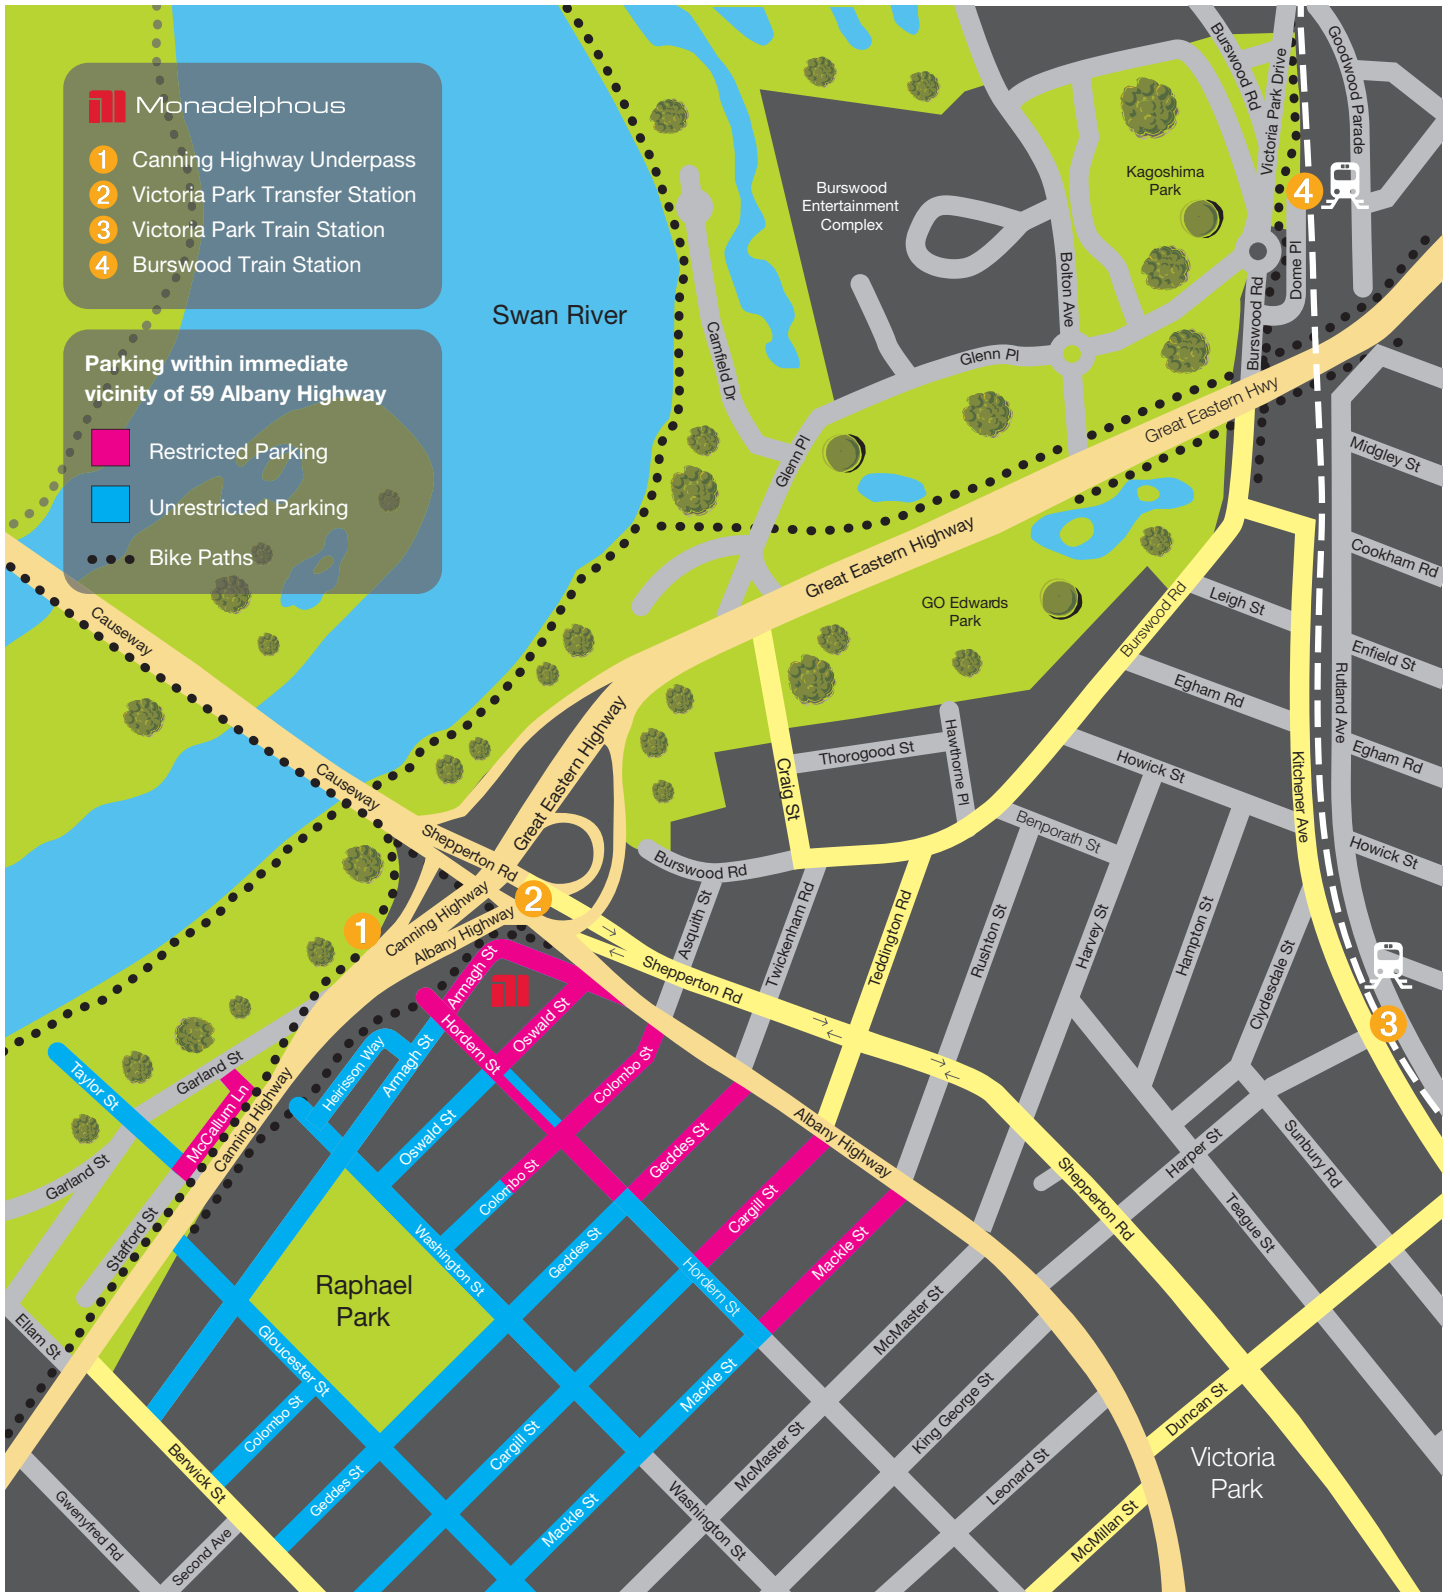 Monadelphous
1 Canning Highway Underpass
2 Victoria Park Transfer Station
3 Victoria Park Train Station
4 Burswood Train Station
Parking within immediate
vicinity of 59 Albany Highway
Restricted Parking
Unrestricted Parking
Bike Paths
Swan River
Burswood
Entertainment
Complex
Kagoshima
Park
Burswood Rd
Victoria Park Drive
Goodwood Parade
4
Dome Pl
Burswood Rd
Bolton Ave
Glenn Pl
Camfield Dr
Glenn Pl
Great Eastern Hwy
Great Eastern Highway
GO Edwards
Park
Midgley St
Cookham Rd
Enfield St
Egham Rd
Howick St
Rutland Ave
Kitchener Ave
Leigh St
Egham Rd
Howick St
Burswood Rd
Benporath St
Hawthorne Pl
Thorogood St
Craig St
Burswood Rd
Causeway
Causeway
Great Eastern Highway
Shepperton Rd
2
1
Canning Highway
Albany Highway
Asquith St
Twickenham Rd
Teddington Rd
Rushton St
Harvey St
Hampton St
Clydesdale St
3
Shepperton Rd
Armagh St
Hordern St
Oswald St
Colombo St
Heirisson Way
Armagh St
Garland St
McCallum Ln
Canning Highway
Taylor St
Garland St
Stafford St
Ellam St
Oswald St
Colombo St
Geddes St
Albany Highway
Cargill St
Mackle St
Harper St
Sunbury Rd
Teague St
Shepperton Rd
Washington St
Geddes St
Hordern St
Raphael
Park
Gloucester St
Colombo St
Geddes St
Berwick St
Cargill St
Mackle St
Mackle St
McMaster St
McMaster St
King George St
Leonard St
Washington St
Duncan St
McMillan St
Victoria
Park
Gwenyfred Rd
Second Ave